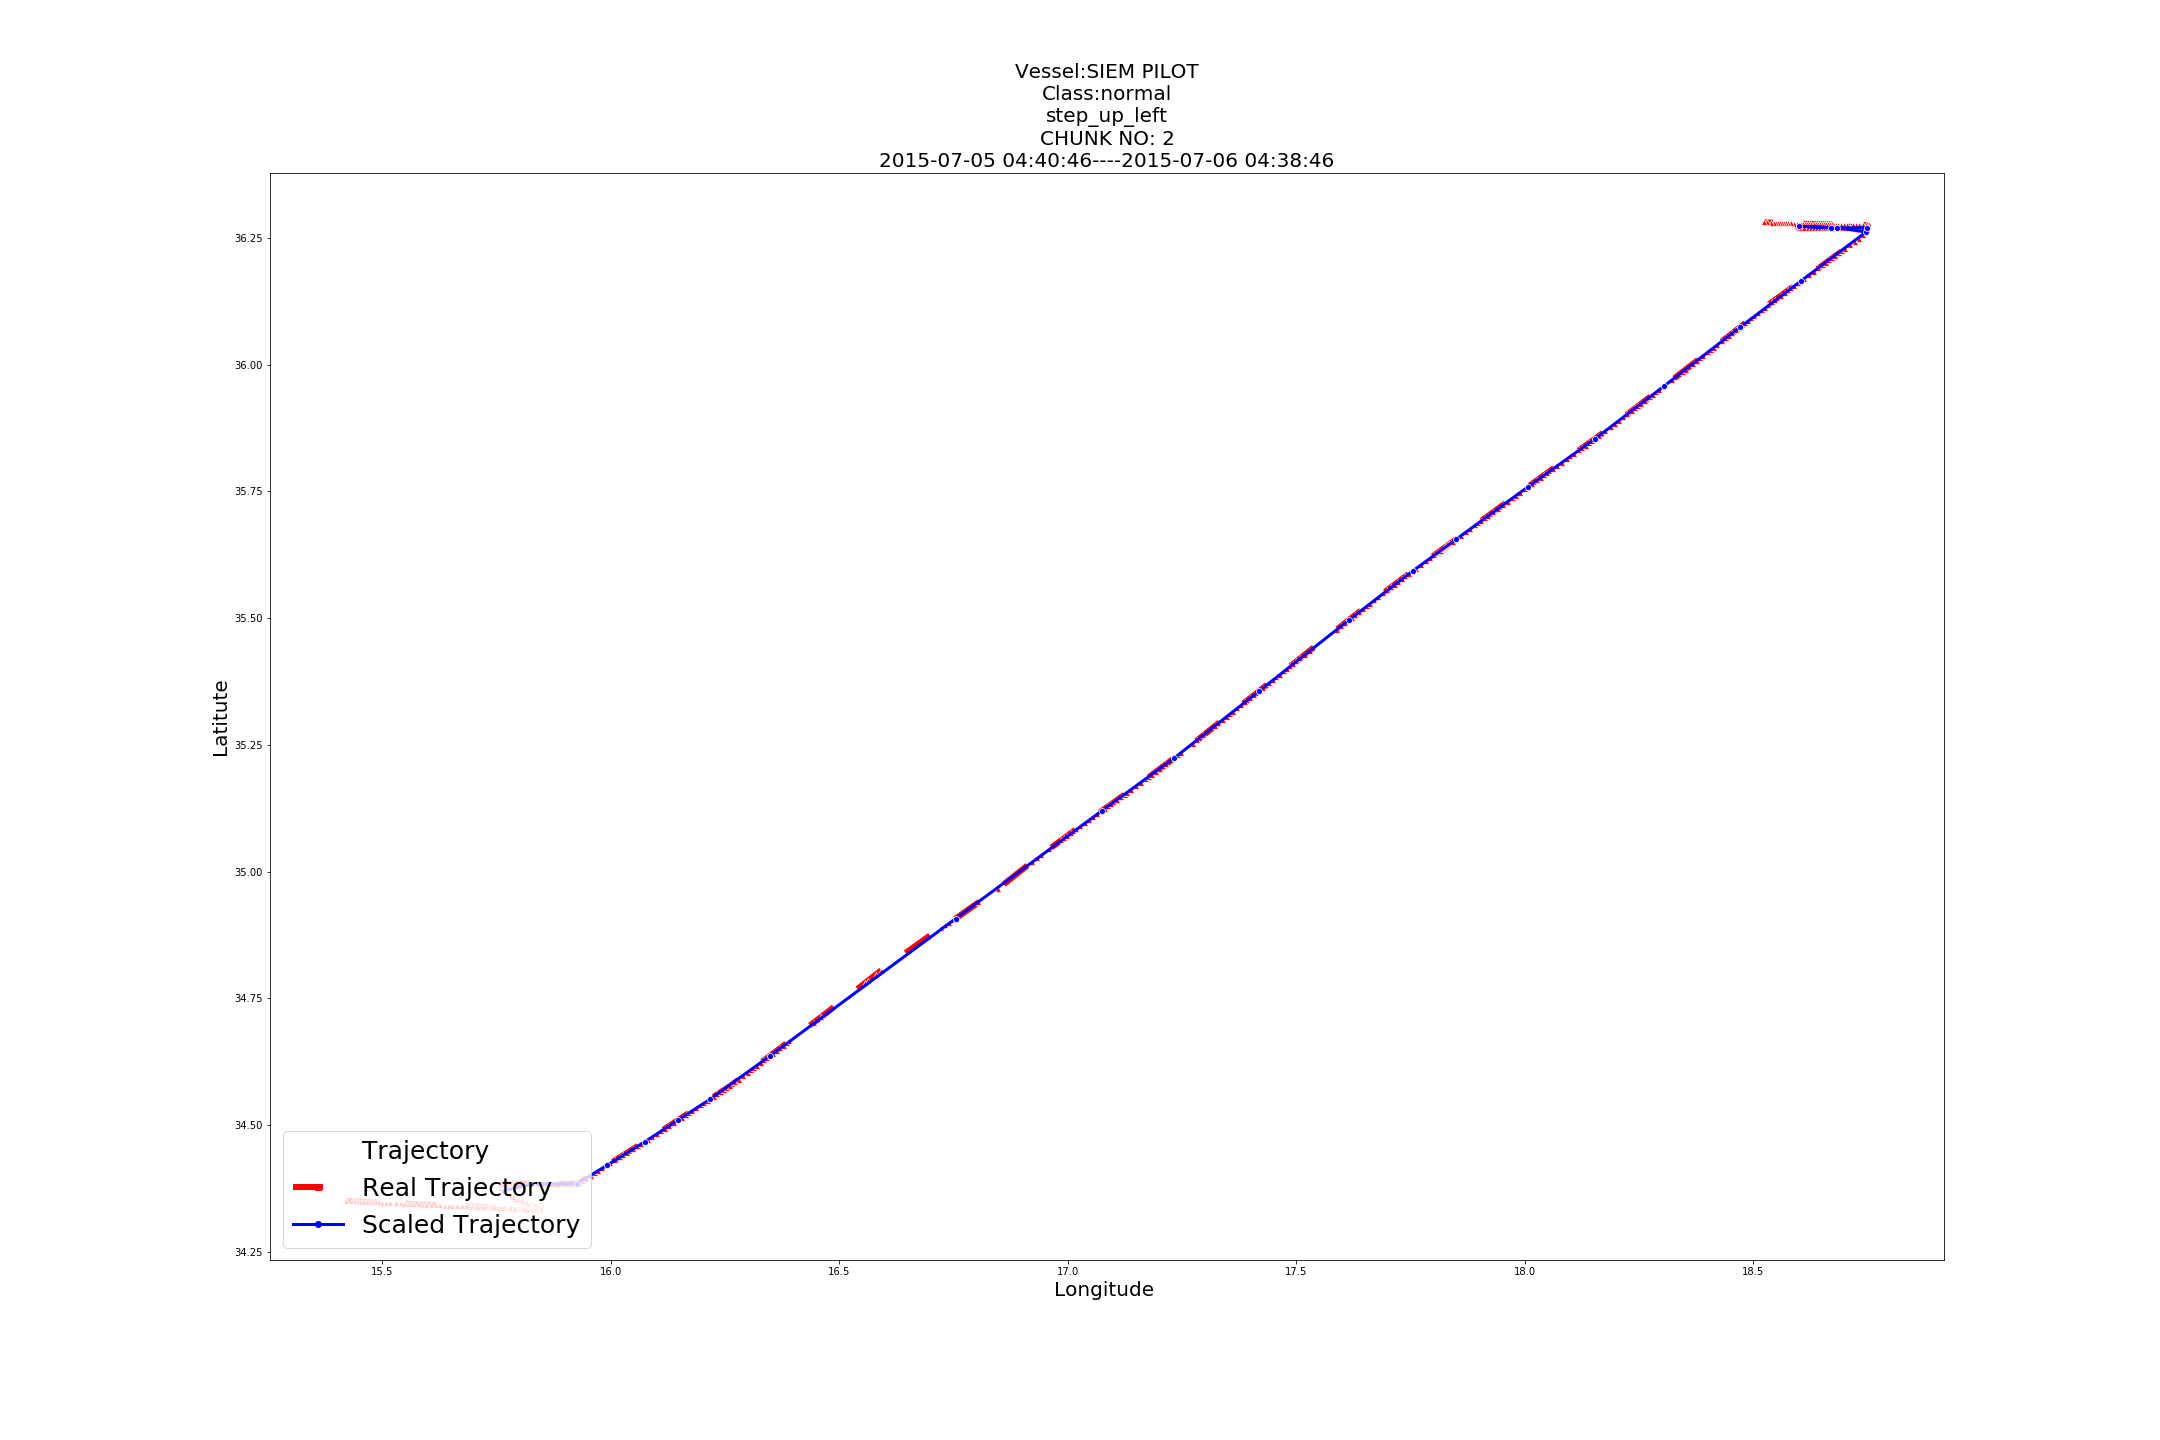 Vessel:SIEM PILOT
Class:normal
step_up_left
CHUNK NO: 2
2015-07-05 04:40:46----2015-07-06 04:38:46
36.25
36.00
35.75
35.50
35.25
35.00
34.75
34.50
34.25
Latitute
Trajectory
Real Trajectory
Scaled Trajectory
15.5 16.0 16.5 17.0 17.5 18.0 18.5
Longitude